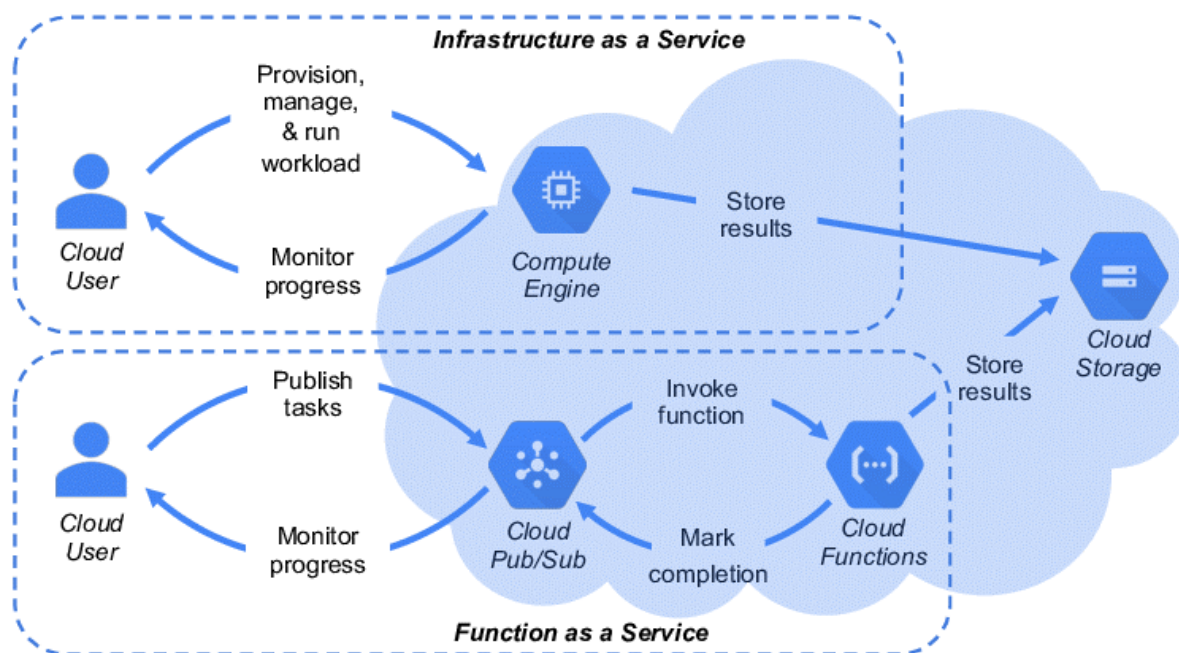 Infrastructure as a Service
Provision,
manage,
& run
workload
Cloud
User
Monitor
progress
Compute
Engine
Store
results
Cloud
Storage
Store
results
Publish
tasks
Invoke
function
Cloud
User
Monitor
progress
Cloud
Pub/Sub
Mark
completion
Cloud
Functions
Function as a Service